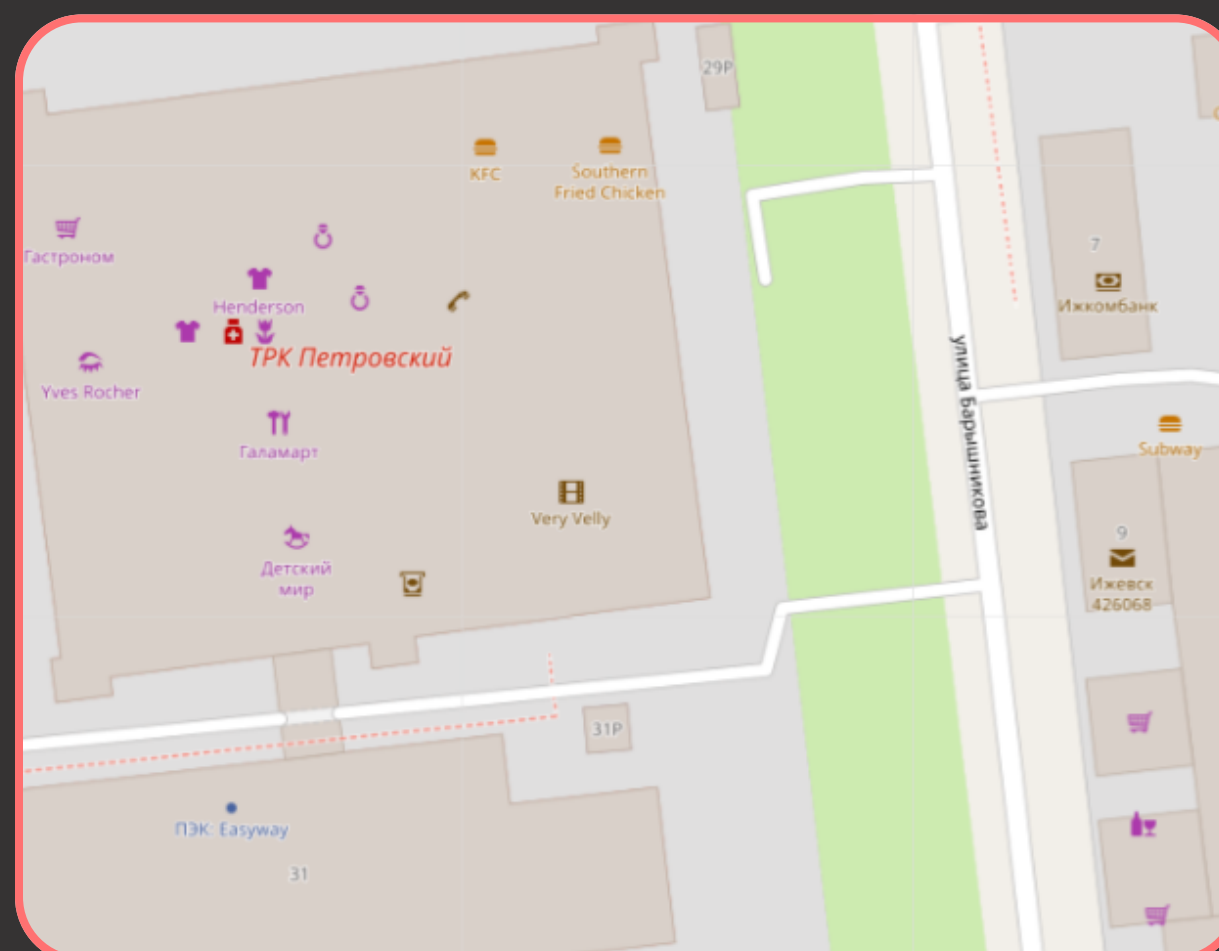 29Р
KFC
Southern
Fried Chicken
Гастроном
7
Henderson
Ижкомбанк
ТРК Петровский
Yves Rocher
улица Барышникова
Галамарт
Subway
Very Velly
9
Детский
мир
Ижевск
426068
31Р
ПЭК: Easyway
31